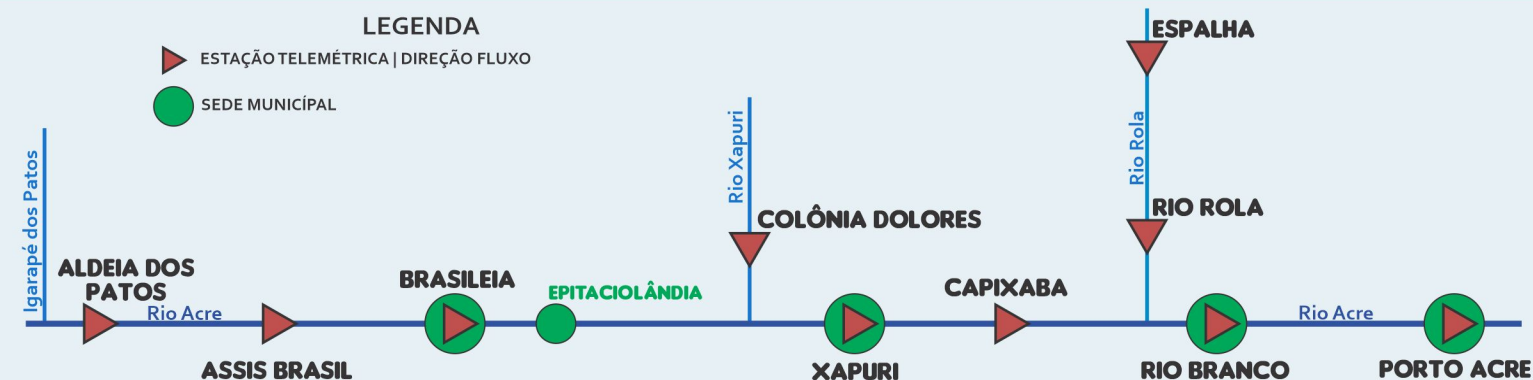 LEGENDA
ESTAÇÃO TELEMÉTRICA | DIREÇÃO FLUXO
SEDE MUNICÍPAL
Igarapé dos Patos
ALDEIA DOS
PATOS
Rio Acre
ASSIS BRASIL
BRASILEIA
EPITACIOLÂNDIA
Rio Xapuri
COLÔNIA DOLORES
XAPURI
CAPIXABA
ESPALHA
Rio Rola
RIO ROLA
RIO BRANCO
Rio Acre
PORTO ACRE